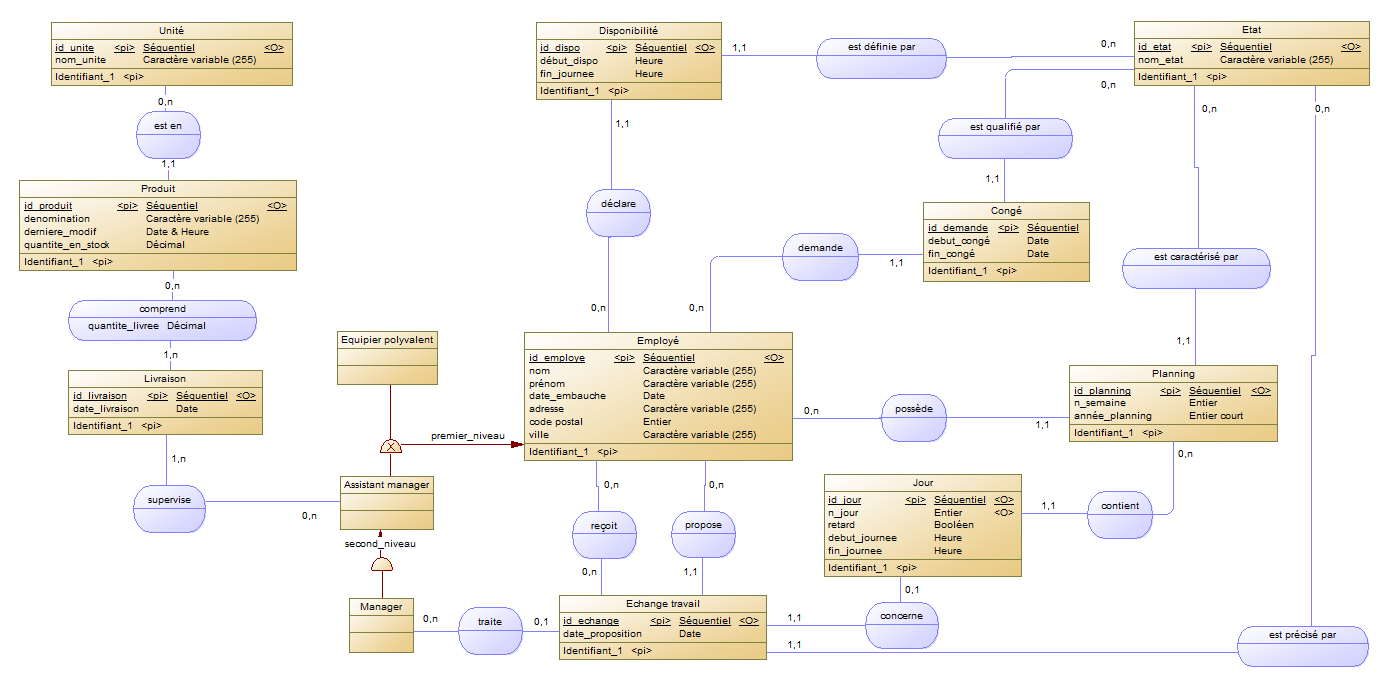 Unité
id_unite <pi> Séquentiel <O>
nom_unite Caractère variable (255)
Identifiant_1 <pi>
0,n
est en
1,1
Produit
id_produit <pi> Séquentiel <O>
denomination Caractère variable (255)
derniere_modif Date & Heure
quantite_en_stock Décimal
Identifiant_1 <pi>
0,n
comprend
quantite_livree Décimal
1,n
Livraison
id_livraison <pi> Séquentiel <O>
date_livraison Date
Identifiant_1 <pi>
1,n
supervise
0,n
Equipier polyvalent
premier_niveau
Assistant manager
second_niveau
Manager
0,n
traite
0,1
Disponibilité
id_dispo <pi> Séquentiel <O>
début_dispo Heure
fin_journee Heure
Identifiant_1 <pi>
1,1
est définie par
0,n
1,1
déclare
0,n
Etat
id_etat <pi> Séquentiel <O>
nom_etat Caractère variable (255)
Identifiant_1 <pi>
0,n
est qualifié par
1,1
Congé
id_demande <pi> Séquentiel
debut_congé Date
fin_congé Date
Identifiant_1 <pi>
1,1
demande
0,n
0,n
est caractérisé par
1,1
0,n
Employé
id_employe <pi> Séquentiel <O>
nom Caractère variable (255)
prénom Caractère variable (255)
date_embauche Date
adresse Caractère variable (255)
code postal Entier
ville Caractère variable (255)
Identifiant_1 <pi>
0,n
possède
1,1
Planning
id_planning <pi> Séquentiel <O>
n_semaine Entier
année_planning Entier court
Identifiant_1 <pi>
0,n
contient
1,1
Jour
id_jour <pi> Séquentiel <O>
n_jour Entier <O>
retard Booléen
debut_journee Heure
fin_journee Heure
Identifiant_1 <pi>
0,1
concerne
1,1
0,n
reçoit
0,n
0,n
propose
1,1
Echange travail
id_echange <pi> Séquentiel <O>
date_proposition Date
Identifiant_1 <pi>
1,1
est précisé par